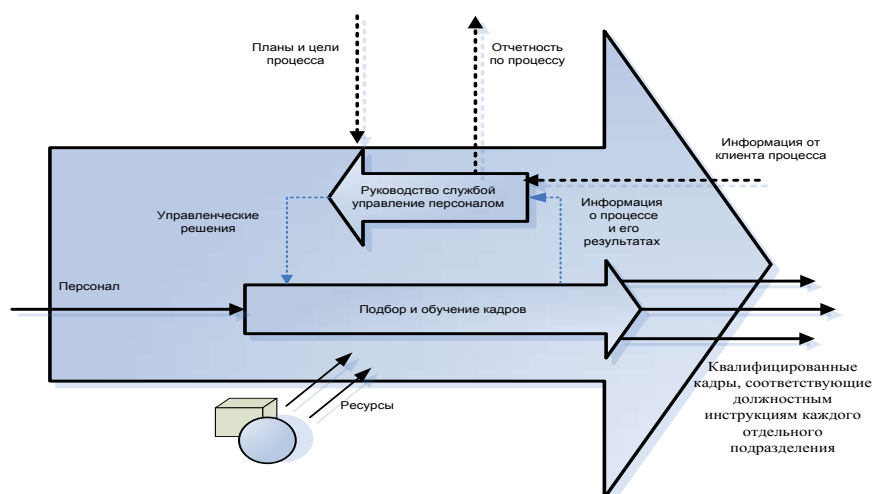 Планы и цели
процесса
Отчетность
по процессу
Информация от
клиента процесса
Руководство службой
управление персоналом
Управленческие
решения
Информация
о процессе
и его
результатах
Персонал
Подбор и обучение кадров
Ресурсы
Квалифицированные
кадры, соответствующие
должностным
инструкциям каждого
отдельного
подразделения